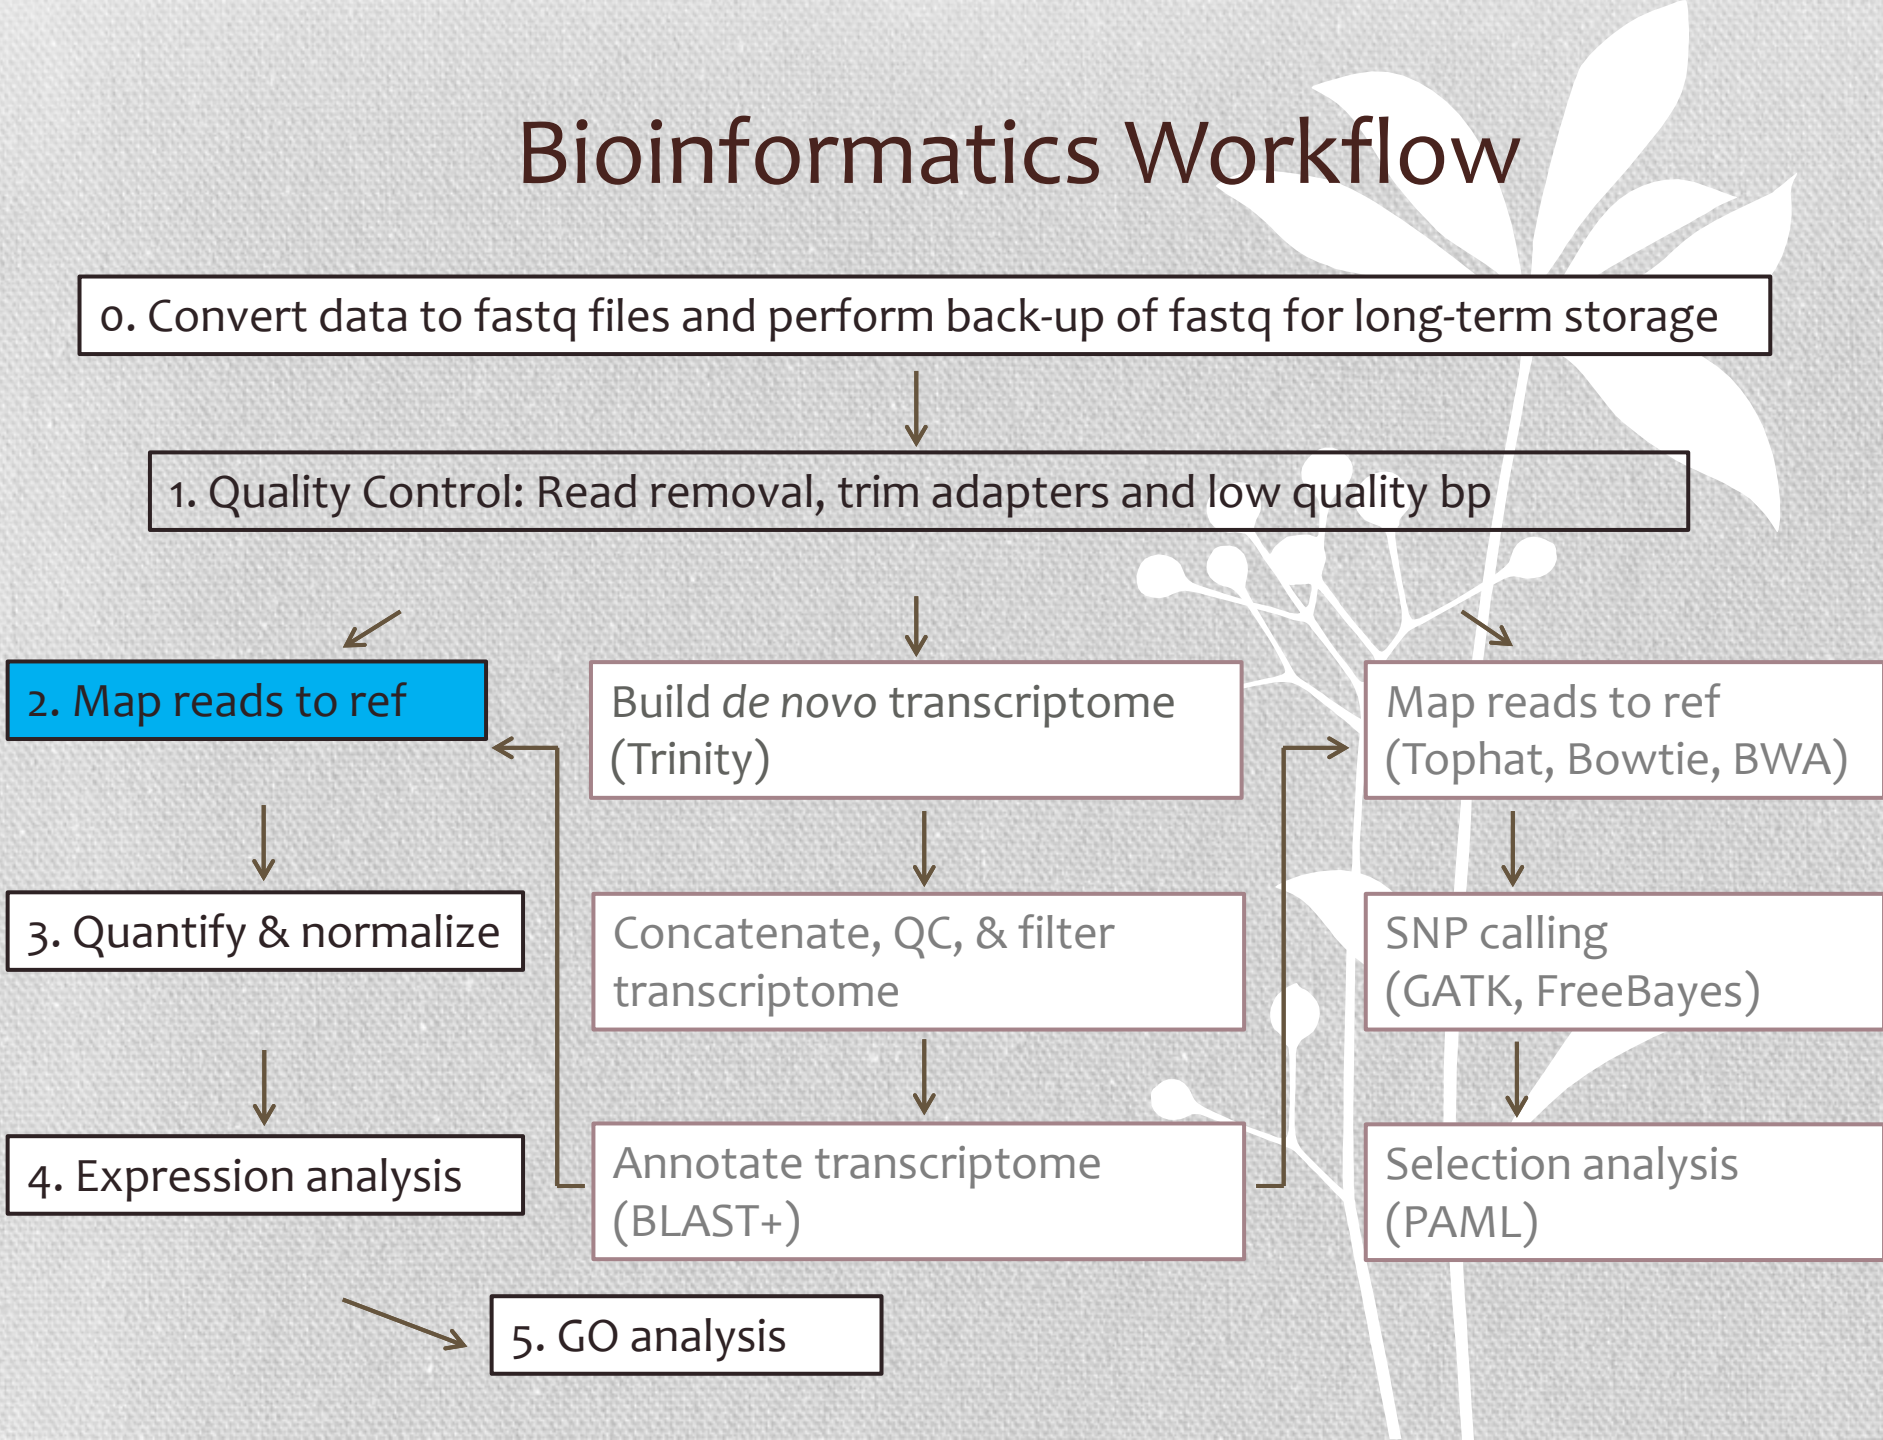 Bioinformatics Workflow
0. Convert data to fastq files and perform back-up of fastq for long-term storage
1. Quality Control: Read removal, trim adapters and low quality bp
2. Map reads to ref
Build de novo transcriptome
(Trinity)
Map reads to ref
(Tophat, Bowtie, BWA)
3. Quantify & normalize
Concatenate, QC, & filter
transcriptome
SNP calling
(GATK, FreeBayes)
4. Expression analysis
Annotate transcriptome
(BLAST+)
Selection analysis
(PAML)
5. GO analysis